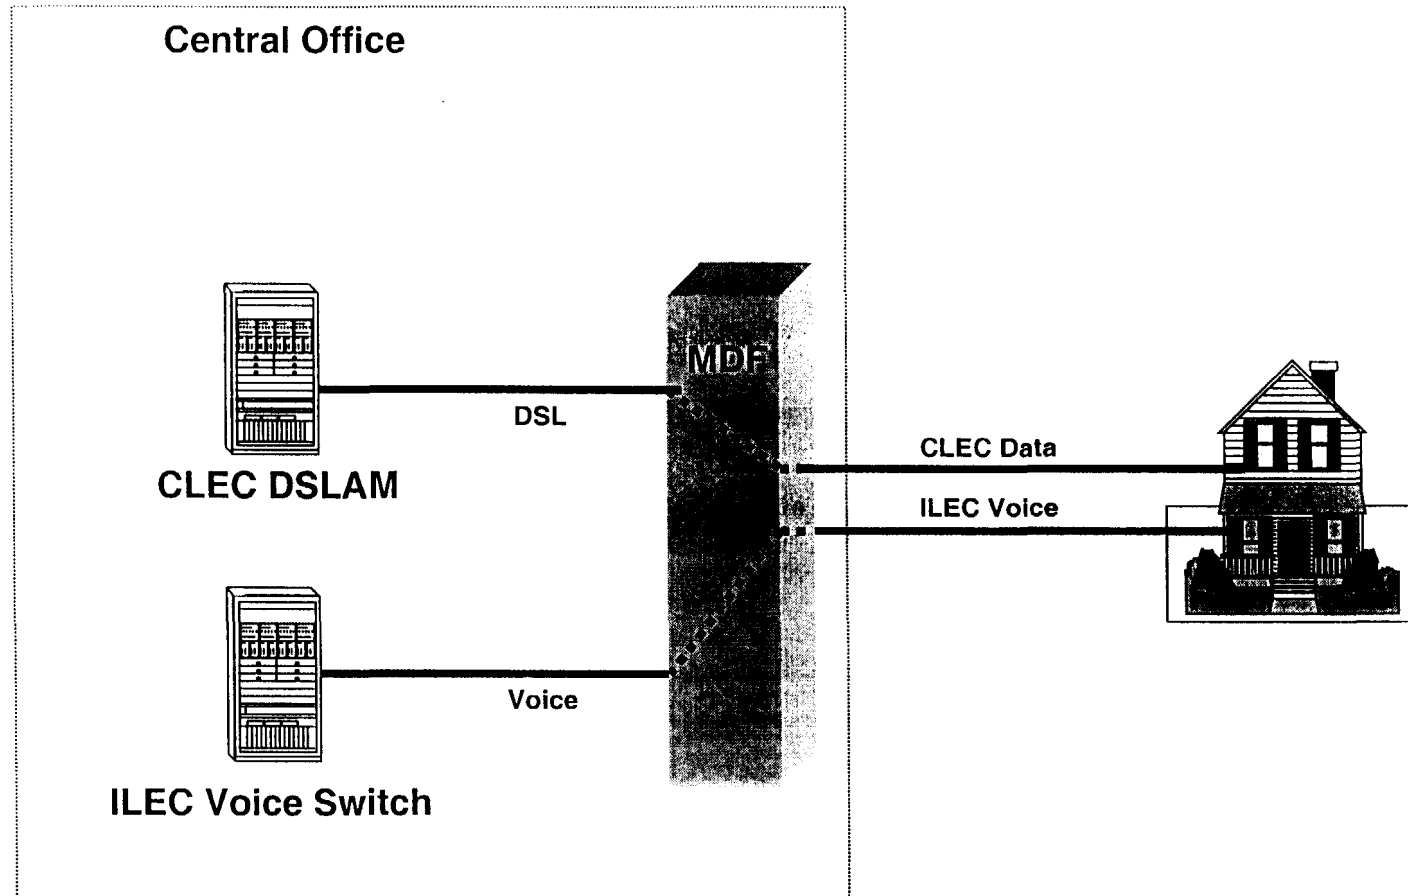 Central Office
MDF
DSL
CLEC DSLAM
CLEC Data
ILEC Voice
Voice
ILEC Voice Switch